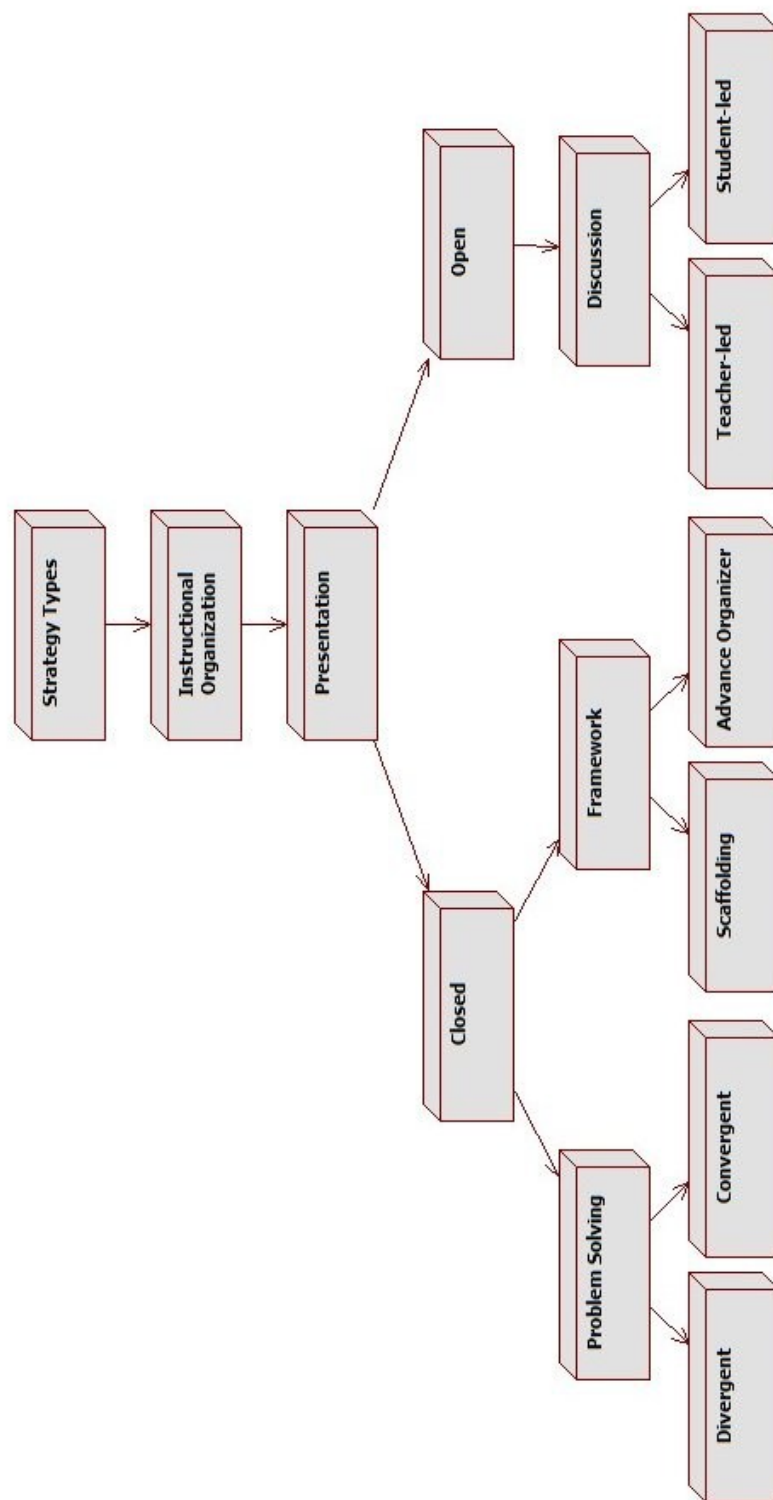 Strategy Types
Instructional
Organization
Presentation
Closed
Open
Problem Solving
Framework
Discussion
Divergent
Convergent
Scaffolding
Advance Organizer
Teacher-led
Student-led